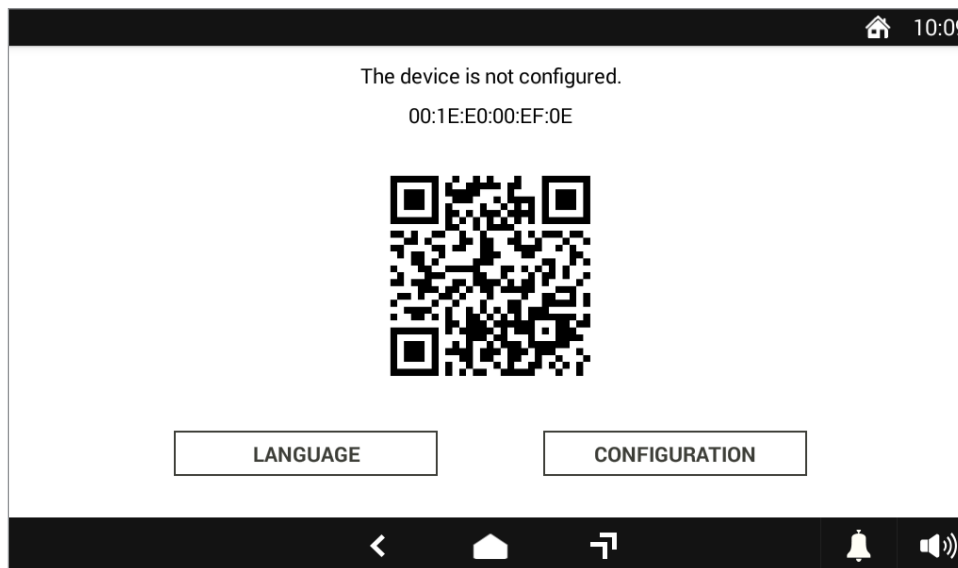 The device is not configured.
00:1E:E0:00:EF:0E
LANGUAGE
CONFIGURATION